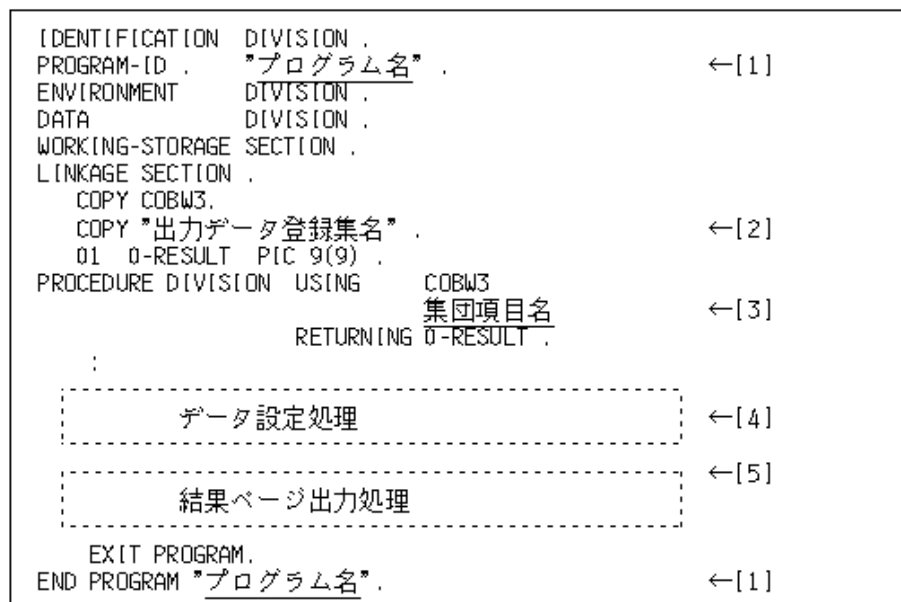 IDENTIFICATION DIVISION .
PROGRAM-ID . "プログラム名" . ←[1]
ENVIRONMENT DIVISION .
DATA DIVISION .
WORKING-STORAGE SECTION .
LINKAGE SECTION .
COPY COBW3.
COPY "出力データ登録集名" . ←[2]
01 O-RESULT PIC 9(9) .
PROCEDURE DIVISION USING COBW3
集団項目名 ←[3]
RETURNING O-RESULT .
:
データ設定処理 ←[4]
←[5]
結果ページ出力処理
EXIT PROGRAM.
END PROGRAM "プログラム名". ←[1]